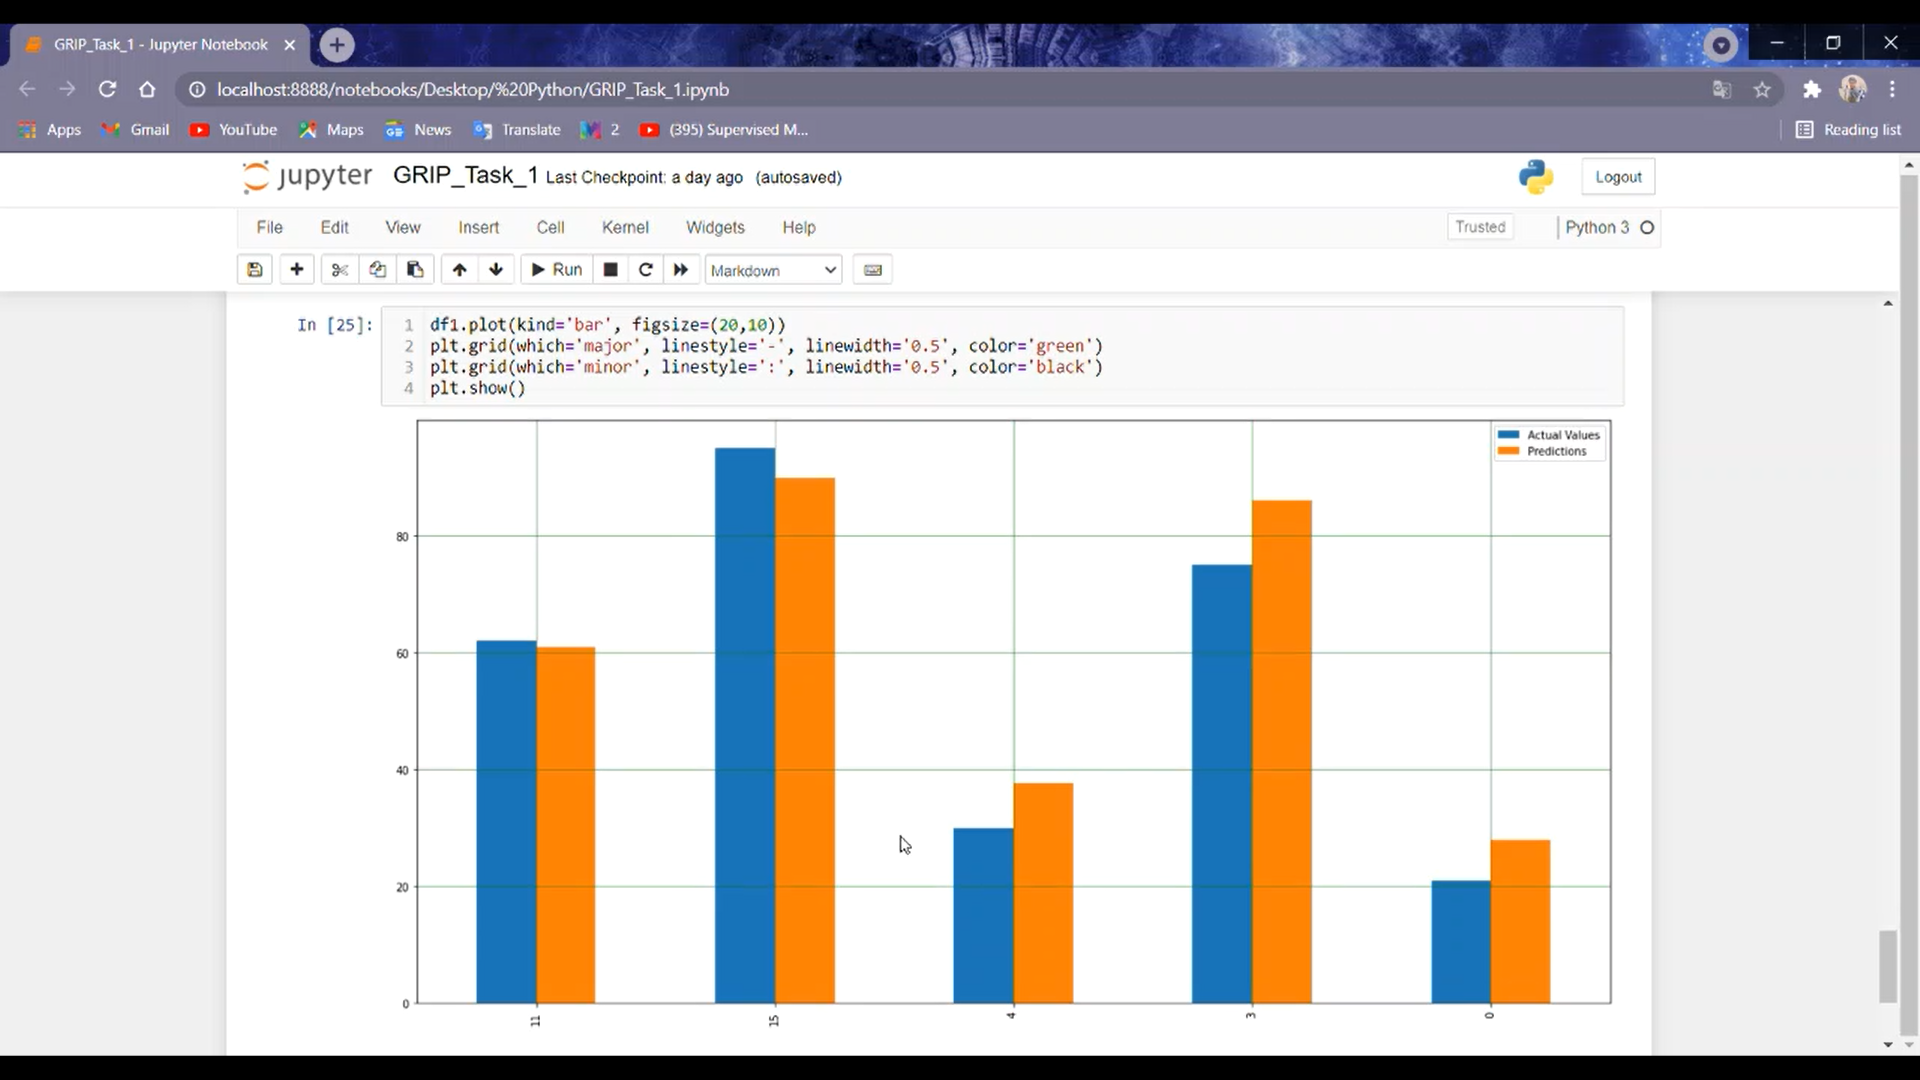 GRIP_Task_1 - Jupyter Notebook
localhost:8888/notebooks/Desktop/%20Python/GRIP_Task_1.ipynb
Apps Gmail YouTube Maps News Translate 2 (395) Supervised M... Reading list
jupyter GRIP_Task_1 Last Checkpoint: a day ago (autosaved) Logout
File Edit View Insert Cell Kernel Widgets Help Trusted Python 3
Run Markdown
In [25]: 1 df1.plot(kind='bar', figsize=(20,10))
2 plt.grid(which='major', linestyle='-', linewidth='0.5', color='green')
3 plt.grid(which='minor', linestyle=':', linewidth='0.5', color='black')
4 plt.show()
Actual Values
Predictions
80
60
40
20
0
11 15 4 3 0